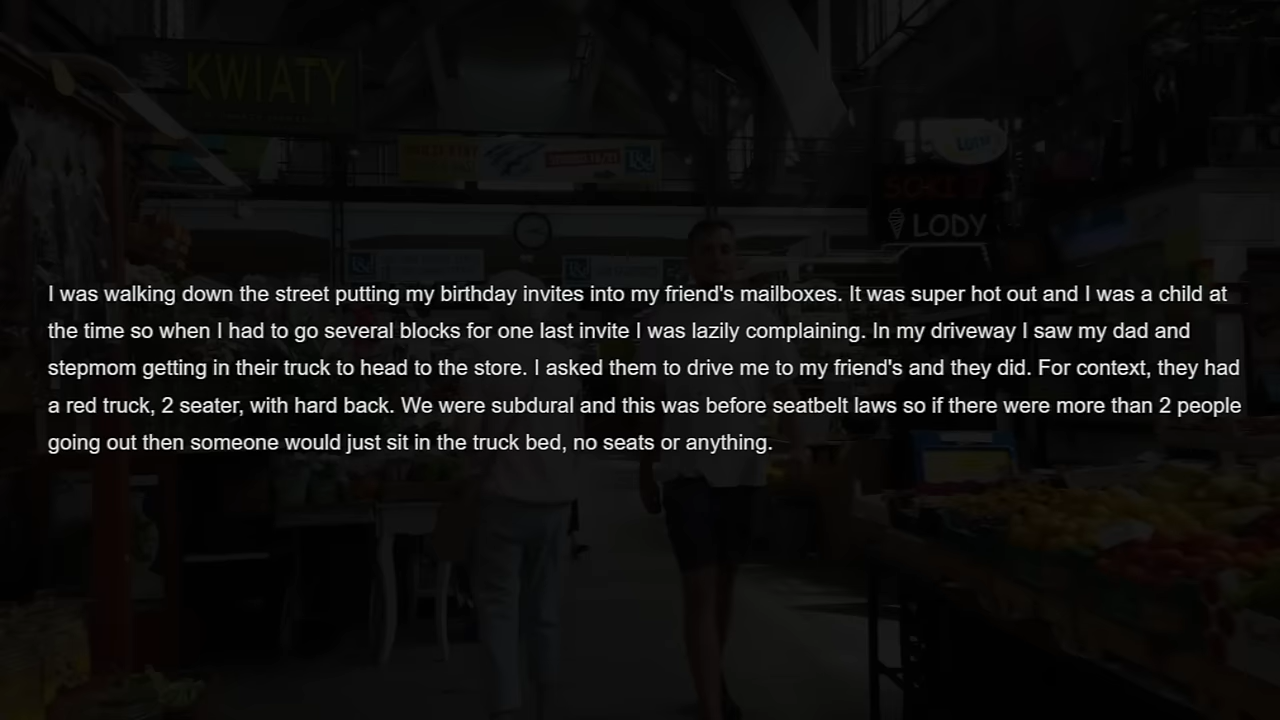 KWIATY
LODY
I was walking down the street putting my birthday invites into my friend's mailboxes. It was super hot out and I was a child at
the time so when I had to go several blocks for one last invite I was lazily complaining. In my driveway I saw my dad and
stepmom getting in their truck to head to the store. I asked them to drive me to my friend's and they did. For context, they had
a red truck, 2 seater, with hard back. We were subdural and this was before seatbelt laws so if there were more than 2 people
going out then someone would just sit in the truck bed, no seats or anything.